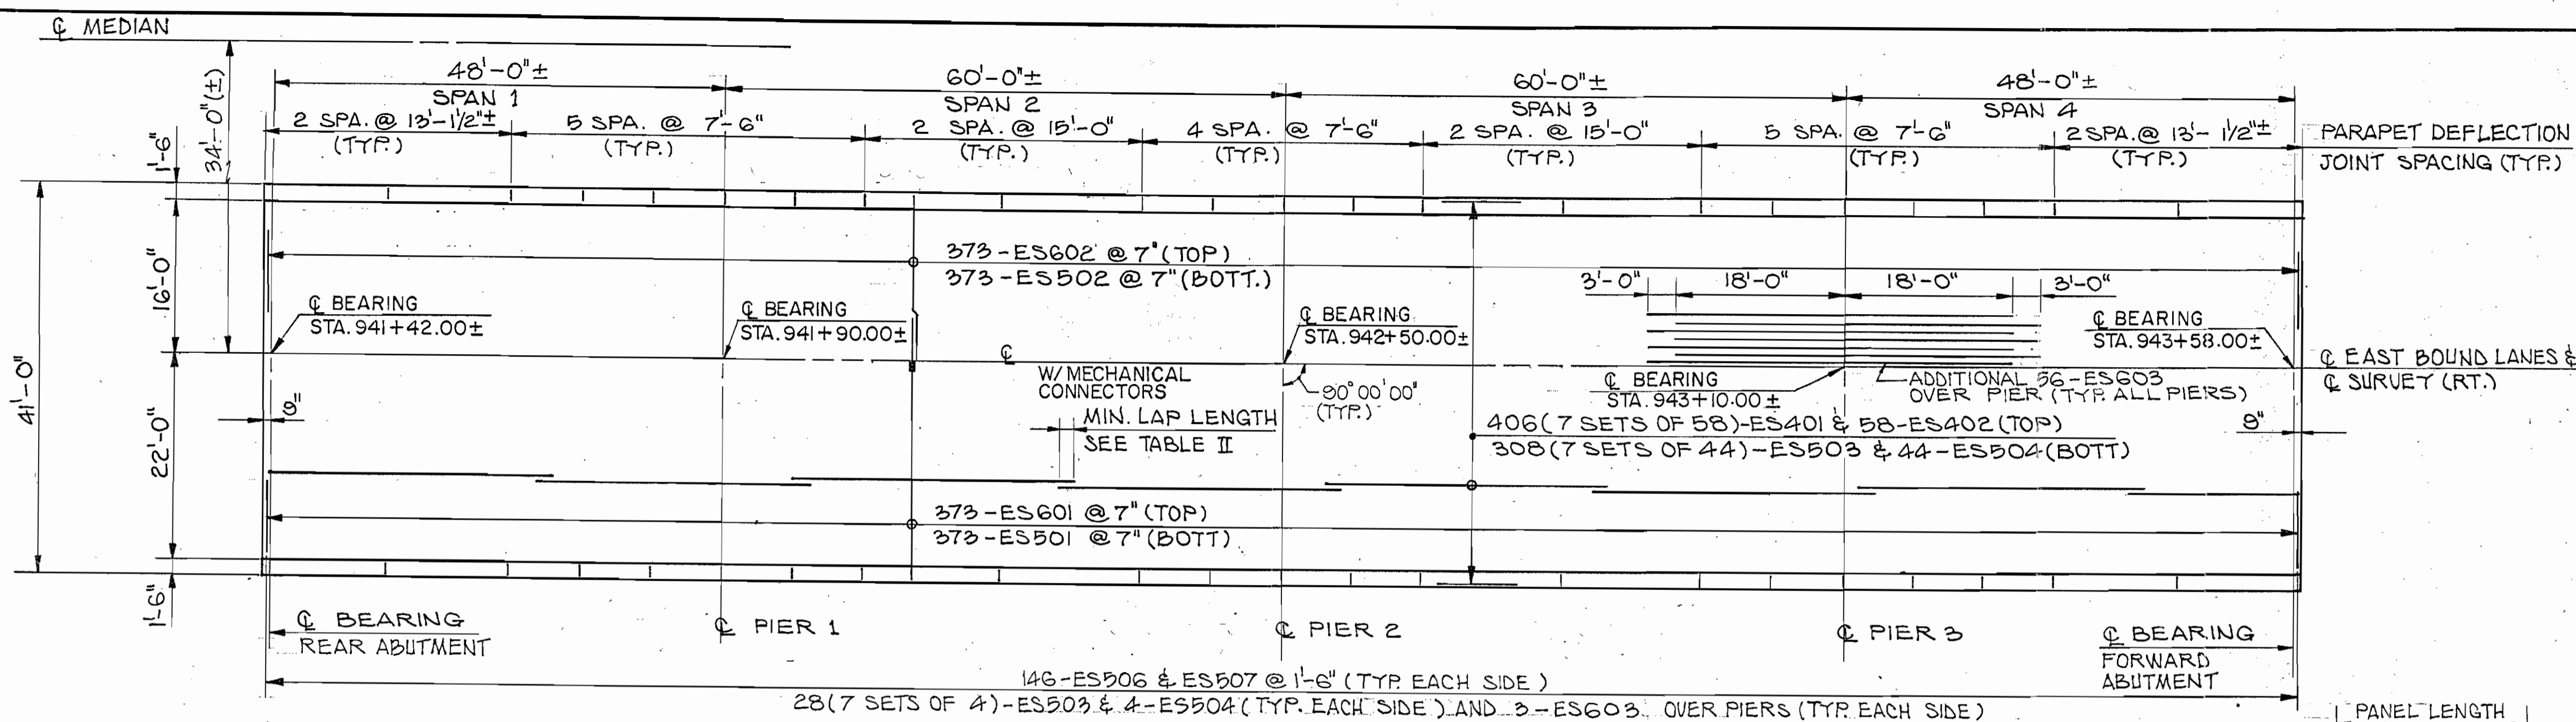 ℄ MEDIAN
48'-0"±
SPAN 1
60'-0"±
SPAN 2
60'-0"±
SPAN 3
48'-0"±
SPAN 4
2 SPA. @ 13'-1 1/2"±
(TYP.)
5 SPA. @ 7'-6"
(TYP.)
2 SPA. @ 15'-0"
(TYP.)
4 SPA. @ 7'-6"
(TYP.)
2 SPA. @ 15'-0"
(TYP.)
5 SPA. @ 7'-6"
(TYP.)
2 SPA. @ 13'-1 1/2"±
(TYP.)
PARAPET DEFLECTION
JOINT SPACING (TYP.)
34'-0"(±)
1'-6"
16'-0"
41'-0"
22'-0"
1'-6"
9"
373-ES602 @ 7" (TOP)
373-ES502 @ 7" (BOTT.)
3'-0"
18'-0"
18'-0"
3'-0"
℄ BEARING
STA. 941+42.00±
℄ BEARING
STA. 941+90.00±
℄ BEARING
STA. 942+50.00±
℄ BEARING
STA. 943+58.00±
℄
W/ MECHANICAL
CONNECTORS
90° 00' 00"
(TYP.)
℄ BEARING
STA. 943+10.00±
ADDITIONAL 56-ES603
OVER PIER (TYP. ALL PIERS)
℄ EAST BOUND LANES &
℄ SURVEY (RT.)
MIN. LAP LENGTH
SEE TABLE II
406 (7 SETS OF 58)-ES401 & 58-ES402 (TOP)
308 (7 SETS OF 44)-ES503 & 44-ES504 (BOTT)
9"
373-ES601 @ 7" (TOP)
373-ES501 @ 7" (BOTT)
℄ BEARING
REAR ABUTMENT
℄ PIER 1
℄ PIER 2
℄ PIER 3
℄ BEARING
FORWARD
ABUTMENT
146-ES506 & ES507 @ 1'-6" (TYP. EACH SIDE)
28 (7 SETS OF 4)-ES503 & 4-ES504 (TYP. EACH SIDE) AND 3-ES603 OVER PIERS (TYP. EACH SIDE)
PANEL LENGTH